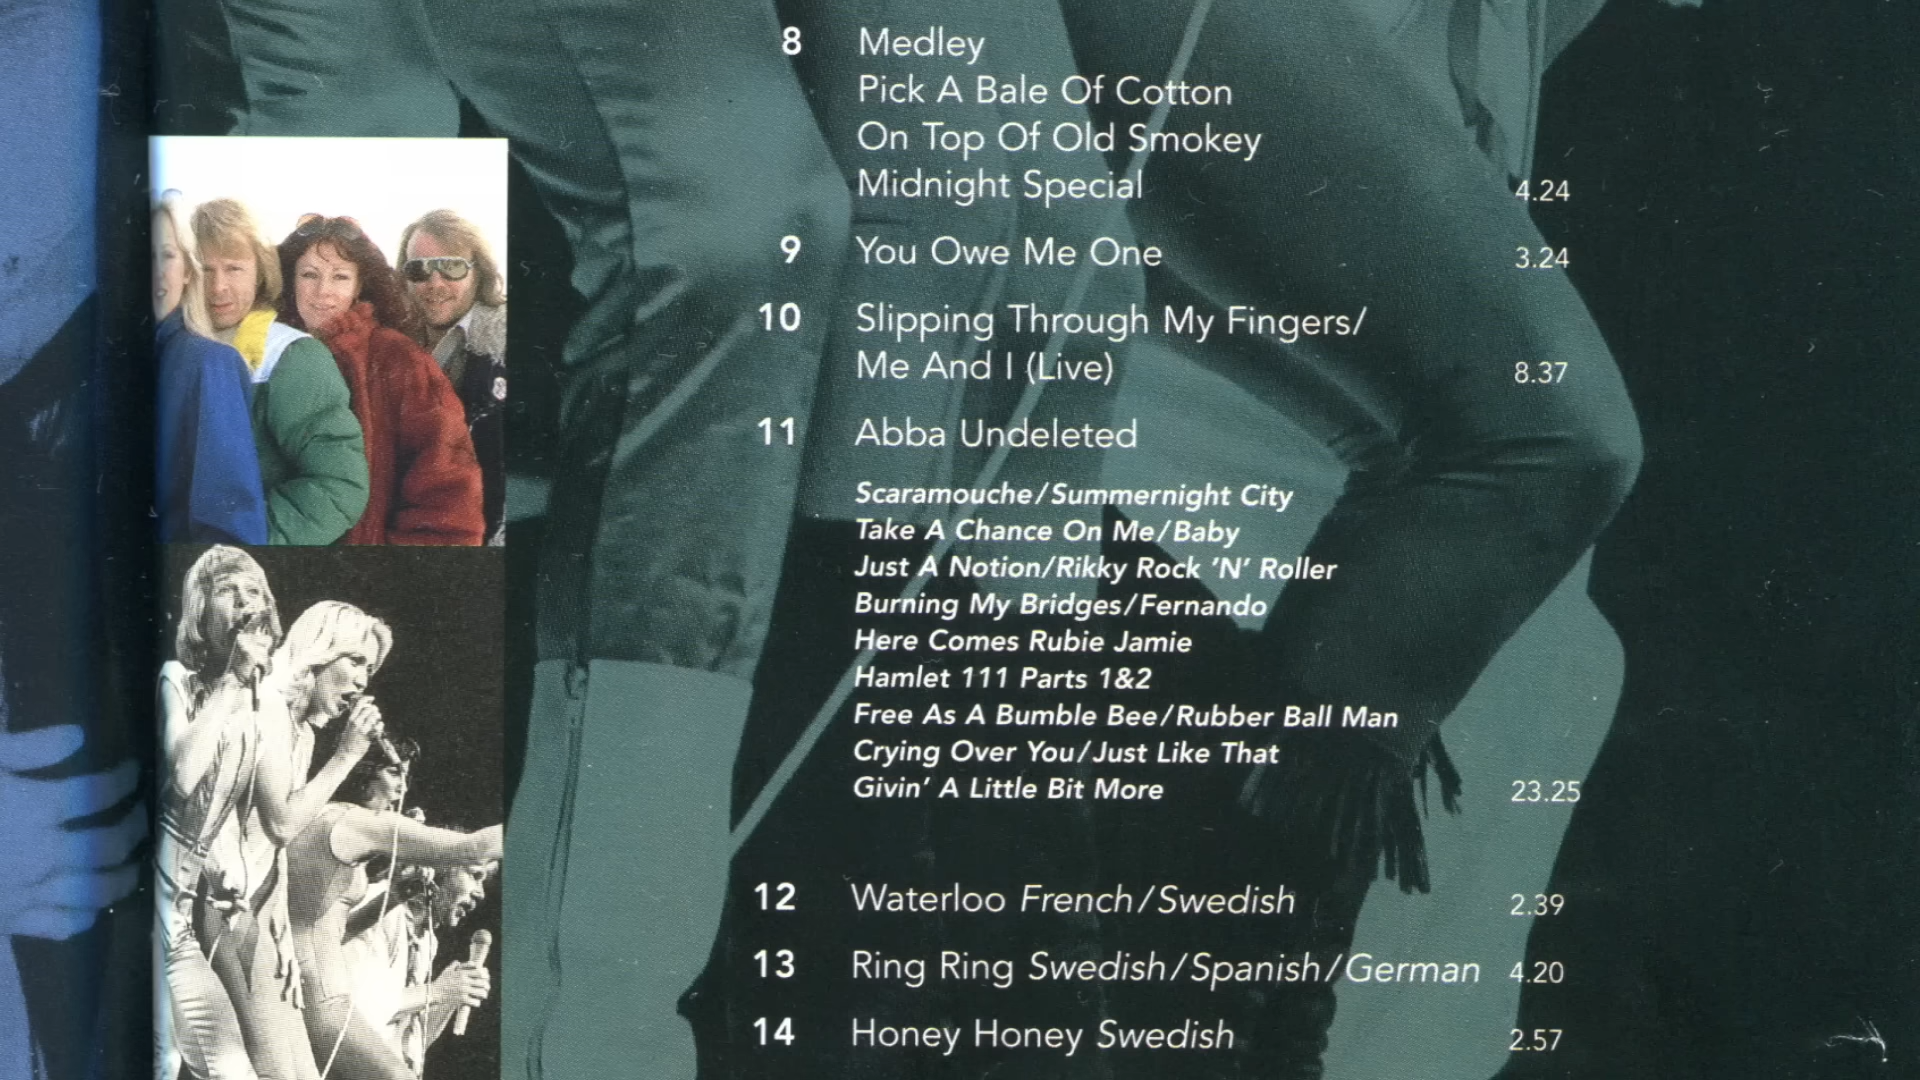 8 Medley
Pick A Bale Of Cotton
On Top Of Old Smokey
Midnight Special 4.24
9 You Owe Me One 3.24
10 Slipping Through My Fingers/
Me And I (Live) 8.37
11 Abba Undeleted
Scaramouche/Summernight City
Take A Chance On Me/Baby
Just A Notion/Rikky Rock 'N' Roller
Burning My Bridges/Fernando
Here Comes Rubie Jamie
Hamlet 111 Parts 1&2
Free As A Bumble Bee/Rubber Ball Man
Crying Over You/Just Like That
Givin' A Little Bit More 23.25
12 Waterloo French/Swedish 2.39
13 Ring Ring Swedish/Spanish/German 4.20
14 Honey Honey Swedish 2.57